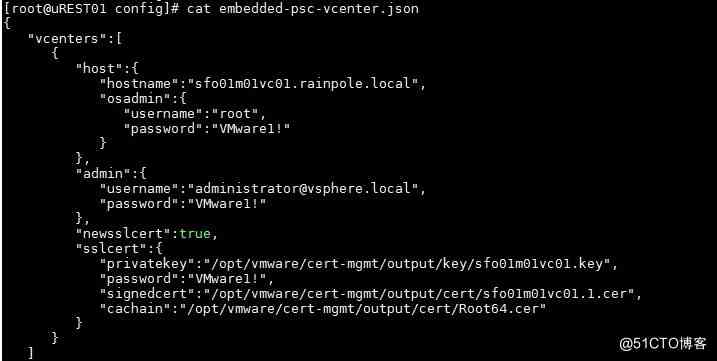 [root@uREST01 config]# cat embedded-psc-vcenter.json
{
   "vcenters":[
      {
         "host":{
            "hostname":"sfo01m01vc01.rainpole.local",
            "osadmin":{
               "username":"root",
               "password":"VMware1!"
            }
         },
         "admin":{
            "username":"administrator@vsphere.local",
            "password":"VMware1!"
         },
         "newsslcert":true,
         "sslcert":{
            "privatekey":"/opt/vmware/cert-mgmt/output/key/sfo01m01vc01.key",
            "password":"VMware1!",
            "signedcert":"/opt/vmware/cert-mgmt/output/cert/sfo01m01vc01.1.cer",
            "cachain":"/opt/vmware/cert-mgmt/output/cert/Root64.cer"
         }
      }
   ]
@51CTO博客